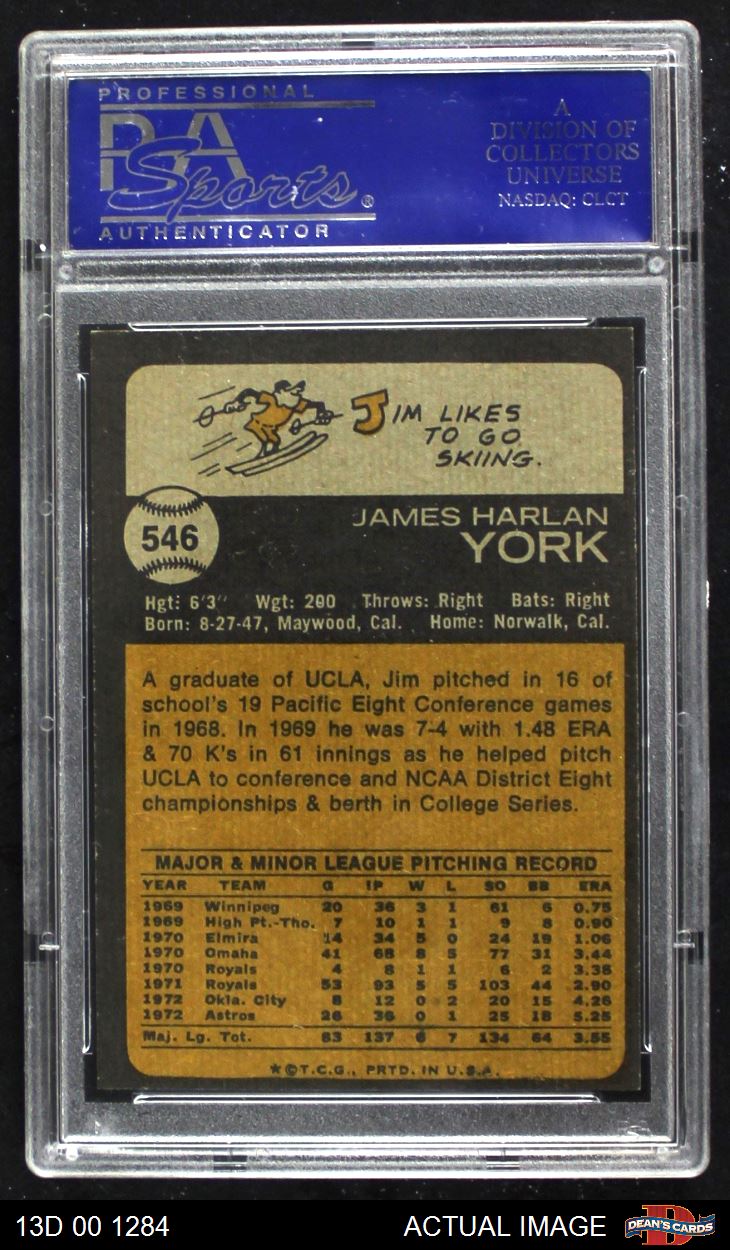 PROFESSIONAL
PSA
Sports®
AUTHENTICATOR
A
DIVISION OF
COLLECTORS
UNIVERSE
NASDAQ: CLCT
JIM LIKES
TO GO
SKIING.
546
JAMES HARLAN
YORK
Hgt: 6'3" Wgt: 200 Throws: Right Bats: Right
Born: 8-27-47, Maywood, Cal. Home: Norwalk, Cal.
A graduate of UCLA, Jim pitched in 16 of
school's 19 Pacific Eight Conference games
in 1968. In 1969 he was 7-4 with 1.48 ERA
& 70 K's in 61 innings as he helped pitch
UCLA to conference and NCAA District Eight
championships & berth in College Series.
MAJOR & MINOR LEAGUE PITCHING RECORD
YEAR TEAM G IP W L SO BB ERA
1969 Winnipeg 20 36 3 1 61 6 0.75
1969 High Pt.-Tho. 7 10 1 1 9 8 0.90
1970 Elmira 14 34 5 0 24 19 1.06
1970 Omaha 41 68 8 5 77 31 3.44
1970 Royals 4 8 1 1 6 2 3.38
1971 Royals 53 93 5 5 103 44 2.90
1972 Okla. City 8 12 0 2 20 15 4.26
1972 Astros 26 36 0 1 25 18 5.25
Maj. Lg. Tot. 83 137 6 7 134 64 3.55
*©T.C.G., PRTD. IN U.S.A.
13D 00 1284 ACTUAL IMAGE DEAN'S CARDS